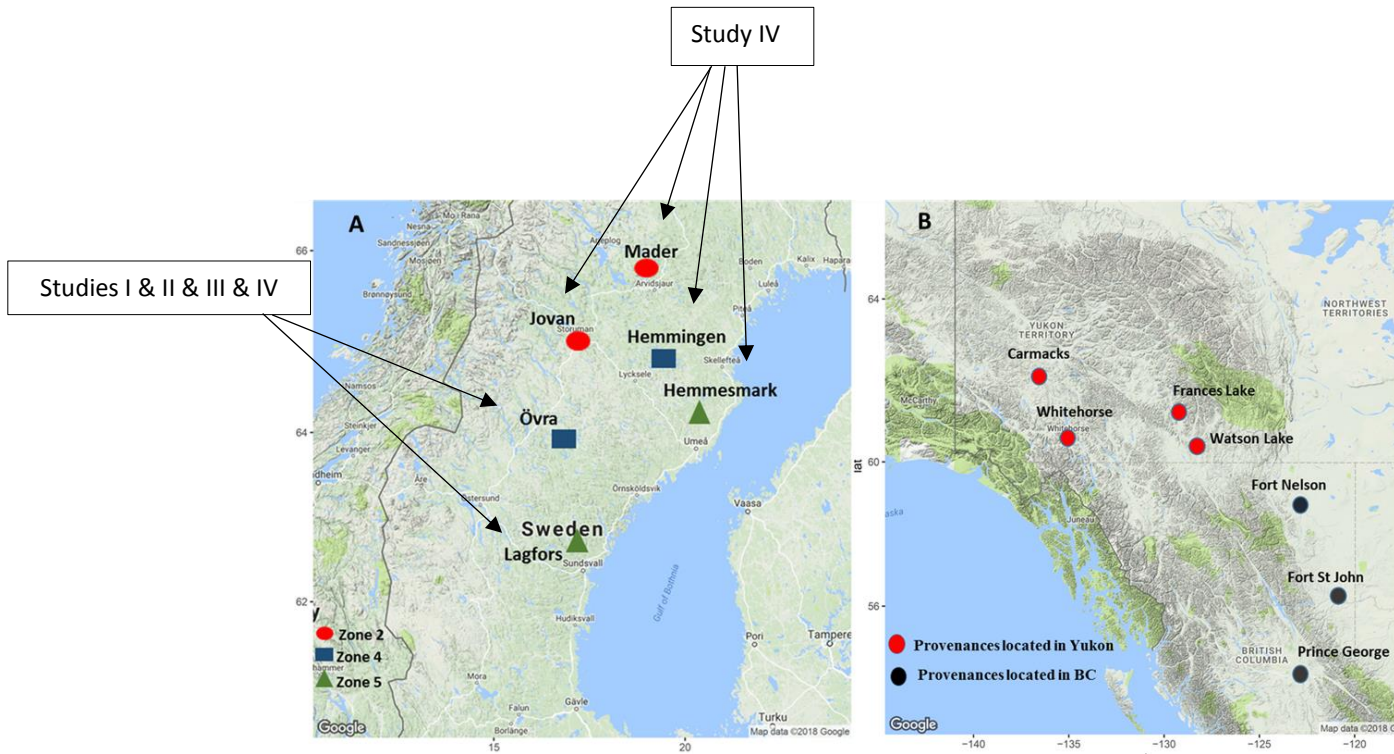 Study IV
Studies I & II & III & IV
A
Mo i Rana
Nesna
Sandnessjøen
Mosjøen
Brønnøysund
Namsos
Steinkjer
Levanger
Åre
Östersund
Arjeplog
Mader
Arvidsjaur
Boden
Kalix
Luleå
Piteå
Jovan
Storuman
Hemmingen
Skellefteå
Lycksele
Hemmesmark
Övra
Umeå
Örnsköldsvik
Vaasa
Sweden
Lagfors
Sundsvall
Gulf of Bothnia
Hudiksvall
Pori
Tampere
Mora
Falun
Gävle
Borlänge
Turku
66
64
62
15
20
y
Zone 2
Zone 4
Zone 5
Google
Map data ©2018 Google
B
lat
64
60
56
NORTHWEST
TERRITORIES
YUKON
TERRITORY
Carmacks
McCarthy
Frances Lake
Whitehorse
Whitehorse
Watson Lake
Fort Nelson
Juneau
Fort St John
BRITISH
COLUMBIA
Prince George
Provenances located in Yukon
Provenances located in BC
Google
Map data ©2018 G
−140
−135
−130
−125
−120